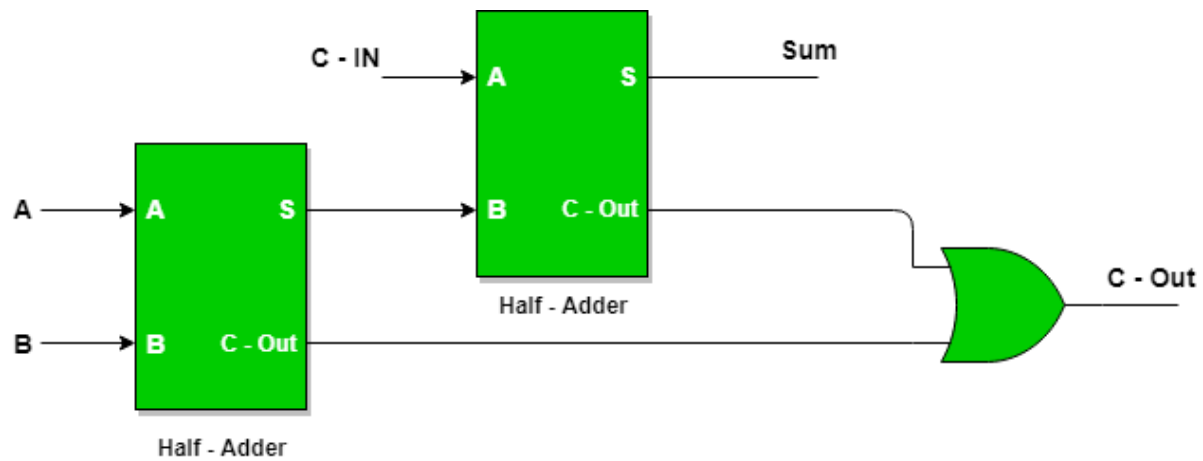 C - IN
A
S
Sum
A
A
S
B
C - Out
C - Out
Half - Adder
B
B
C - Out
Half - Adder